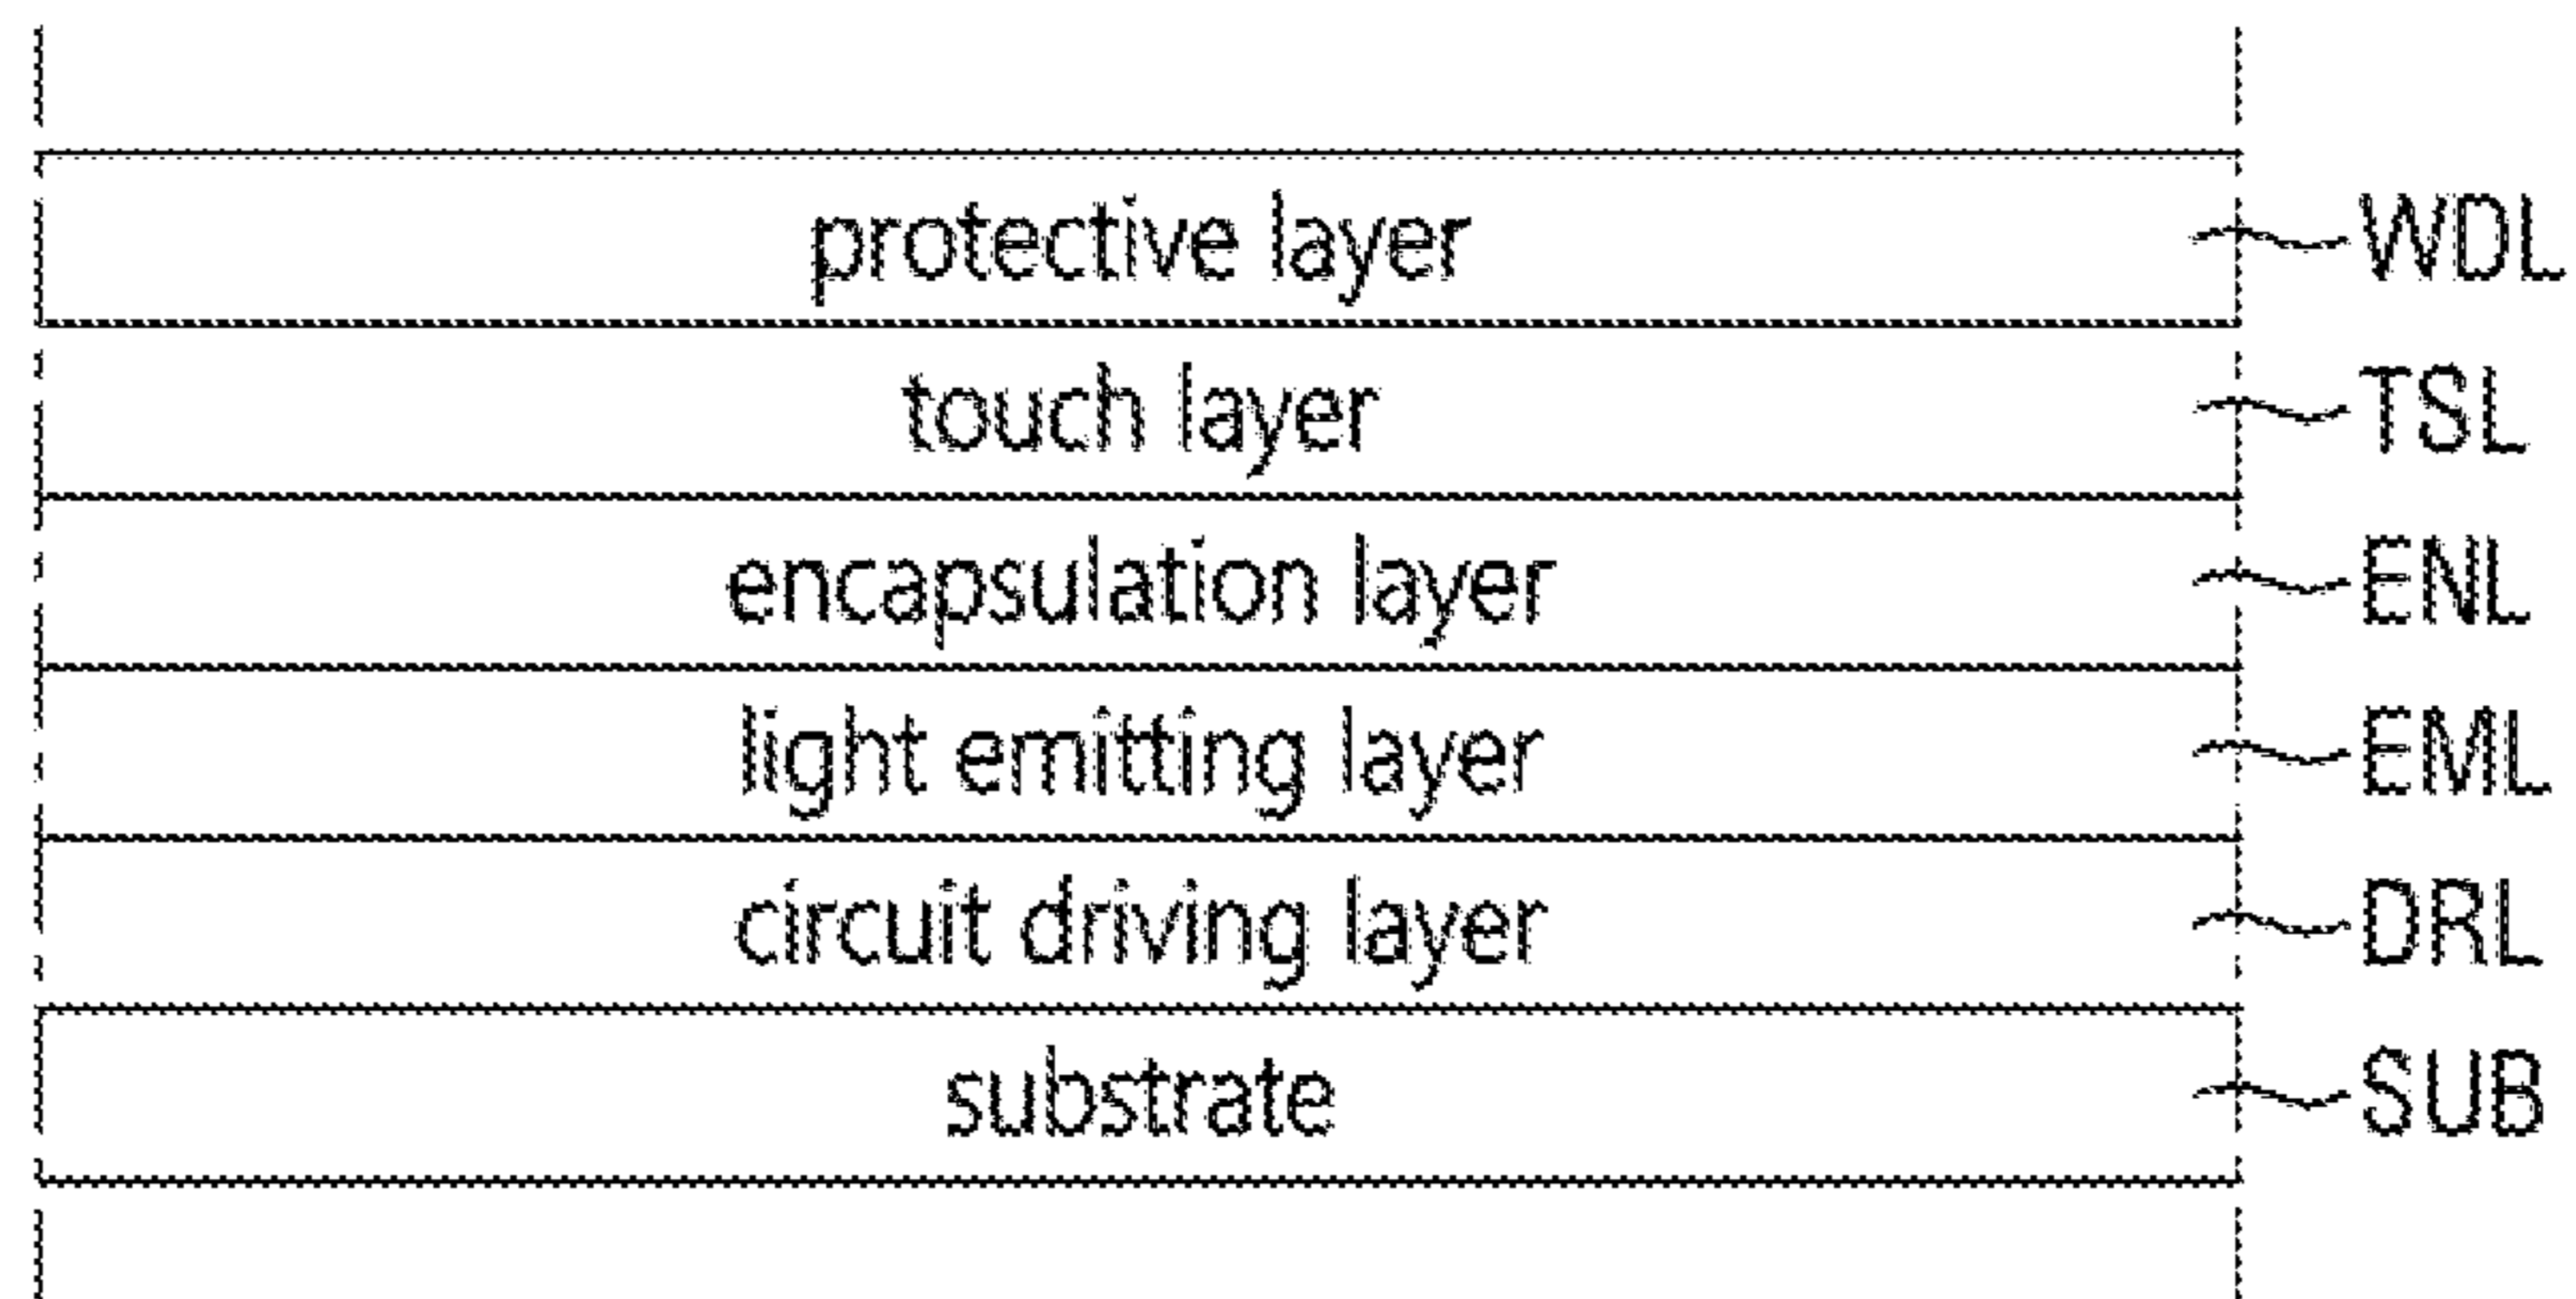 protective layer WDL
touch layer TSL
encapsulation layer ENL
light emitting layer EML
circuit driving layer DRL
substrate SUB